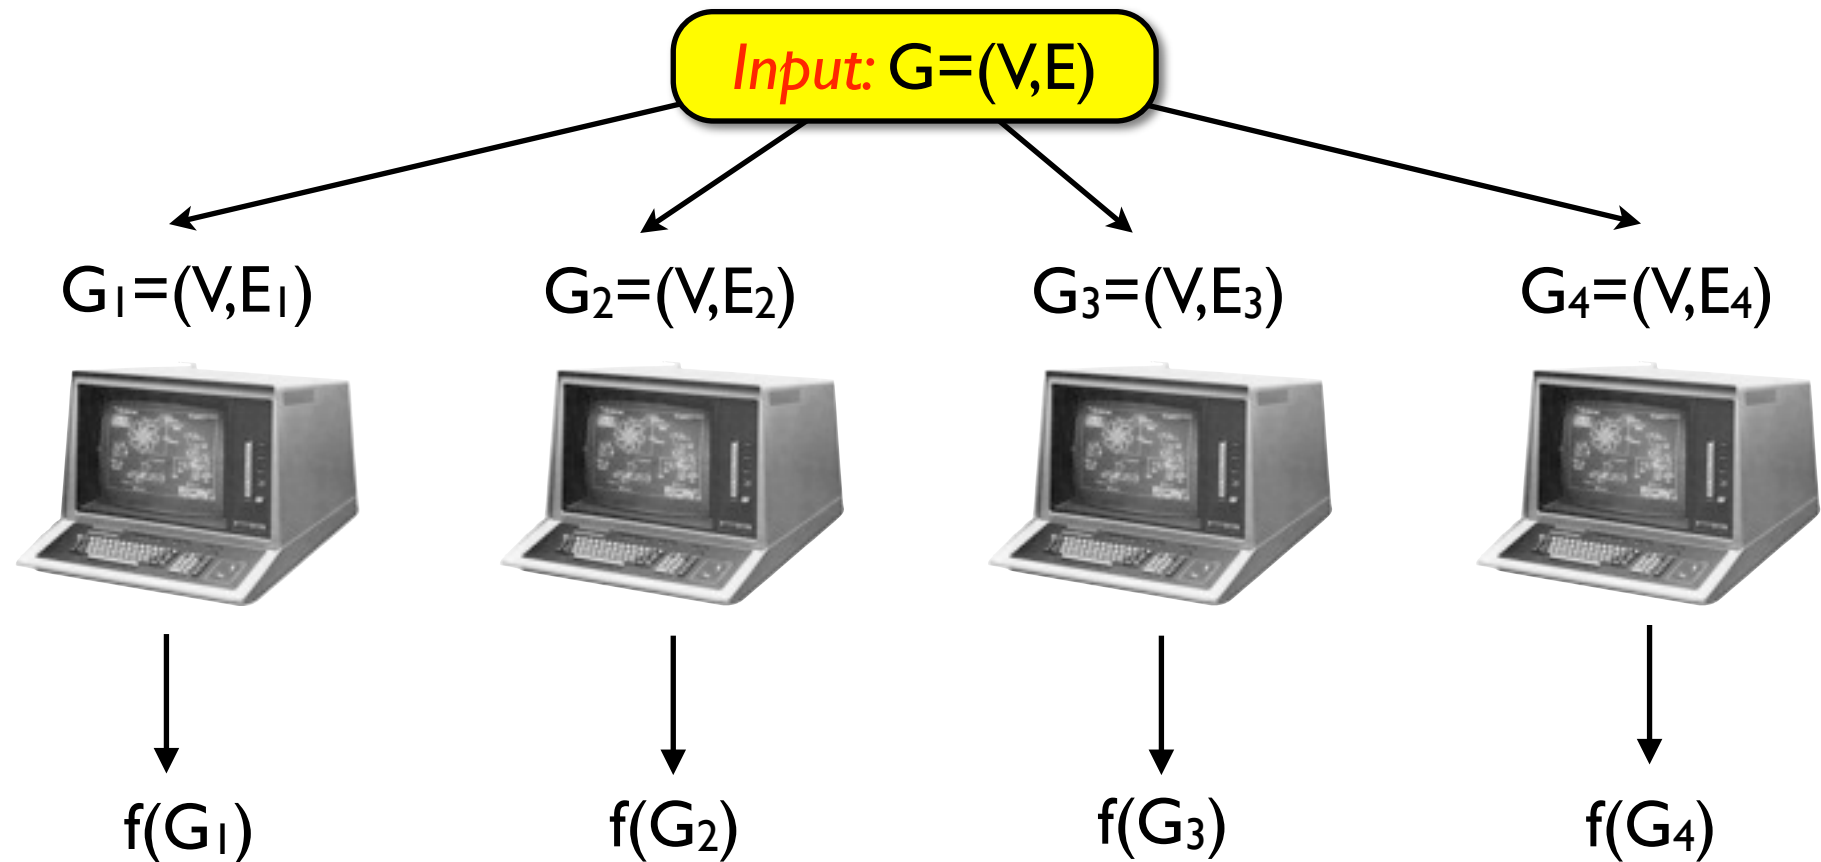 Input: G=(V,E)
G₁=(V,E₁)
G₂=(V,E₂)
G₃=(V,E₃)
G₄=(V,E₄)
f(G₁)
f(G₂)
f(G₃)
f(G₄)